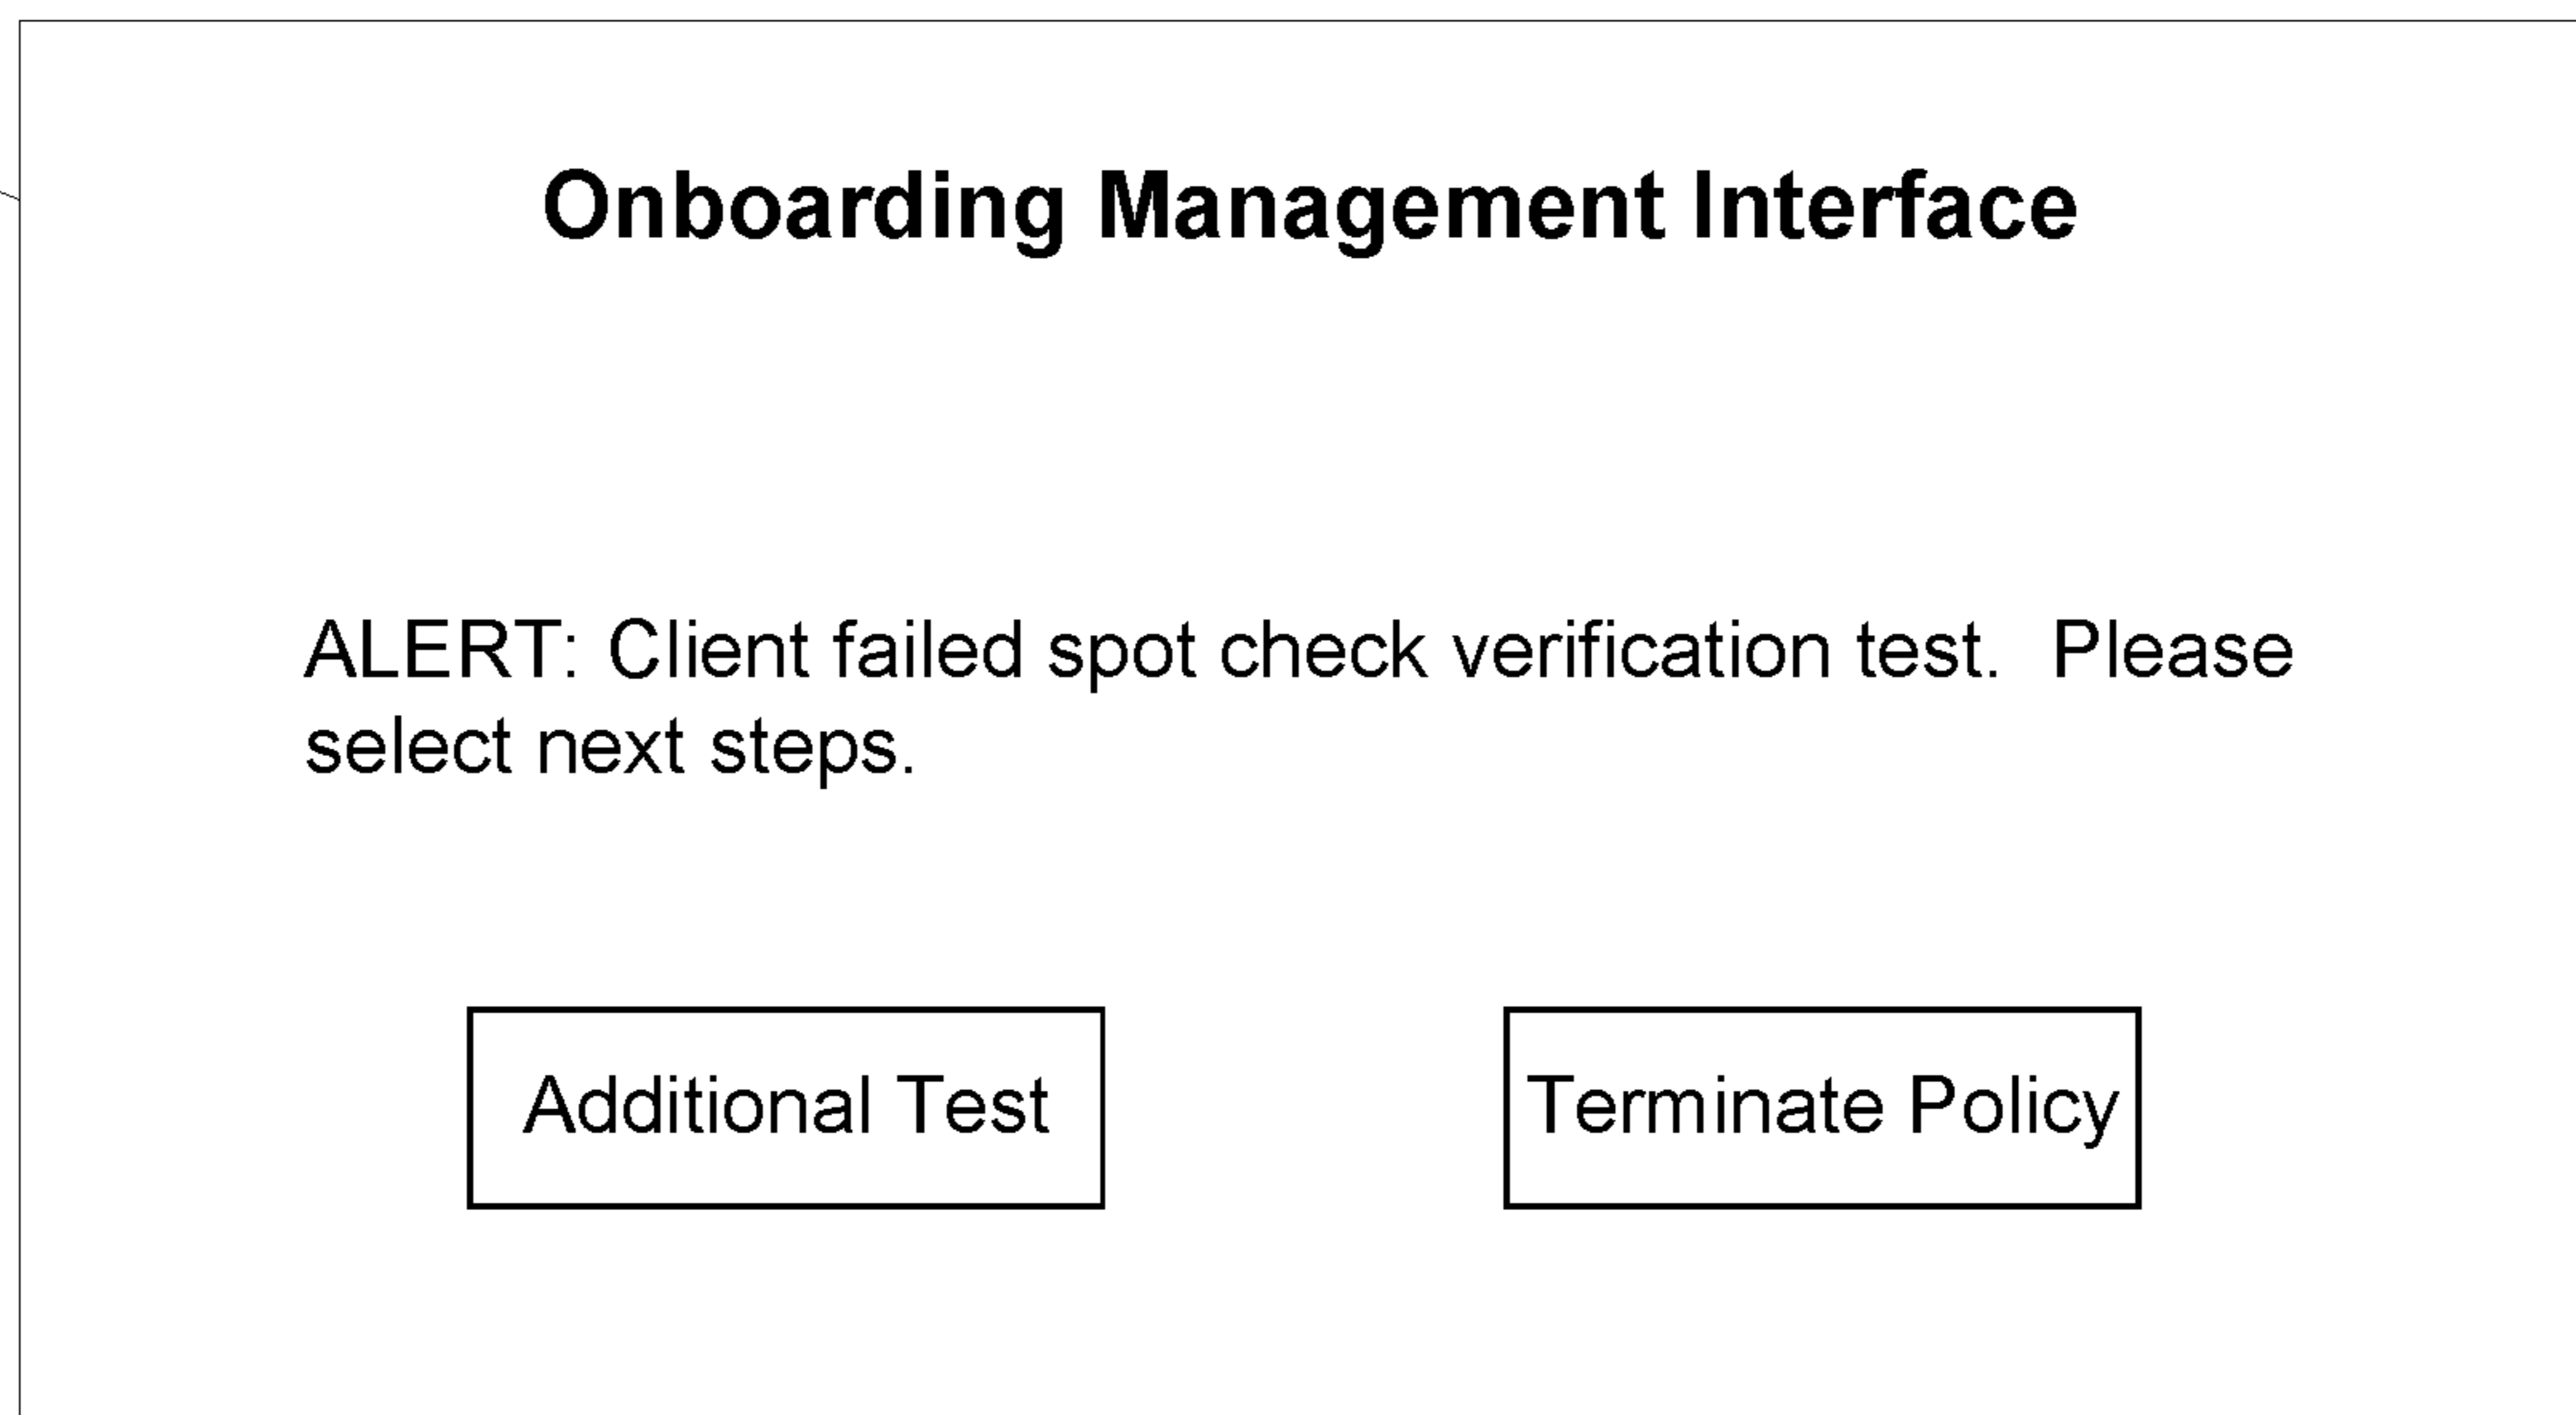 Onboarding Management Interface
ALERT: Client failed spot check verification test.  Please
select next steps.
Additional Test
Terminate Policy